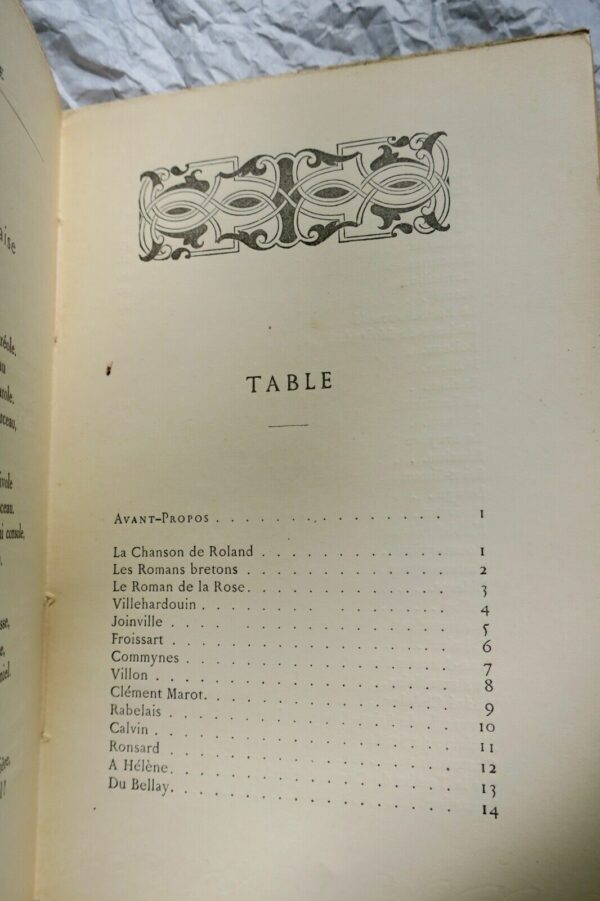 TABLE
Avant-Propos . . . . . . . . . . . . . I
La Chanson de Roland . . . . . . . . . . 1
Les Romans bretons . . . . . . . . . . . 2
Le Roman de la Rose. . . . . . . . . . . 3
Villehardouin . . . . . . . . . . . . 4
Joinville . . . . . . . . . . . . . . 5
Froissart . . . . . . . . . . . . . . 6
Commynes . . . . . . . . . . . . . . 7
Villon . . . . . . . . . . . . . . . 8
Clément Marot. . . . . . . . . . . . . 9
Rabelais . . . . . . . . . . . . . . 10
Calvin . . . . . . . . . . . . . . . 11
Ronsard . . . . . . . . . . . . . . 12
A Hélène. . . . . . . . . . . . . . 13
Du Bellay. . . . . . . . . . . . . . 14